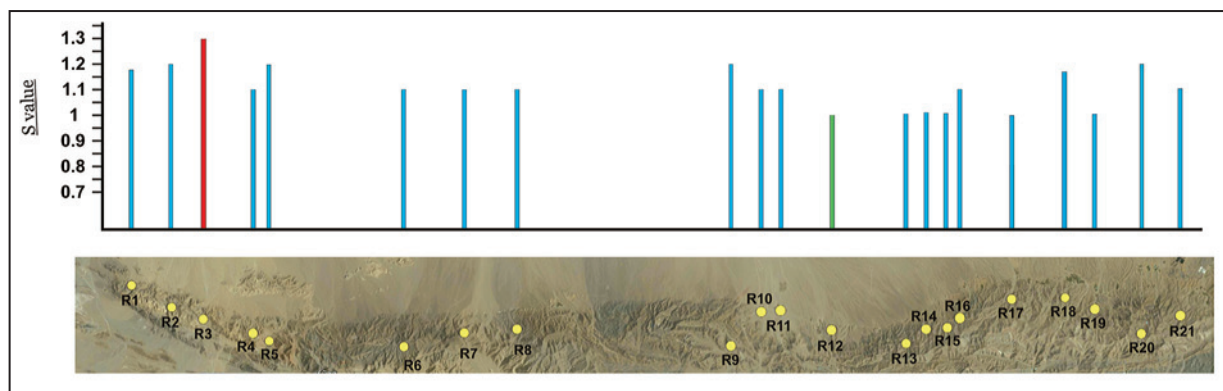 S value
1.3
1.2
1.1
1
0.9
0.8
0.7
R1
R2
R3
R4
R5
R6
R7
R8
R9
R10
R11
R12
R13
R14
R15
R16
R17
R18
R19
R20
R21